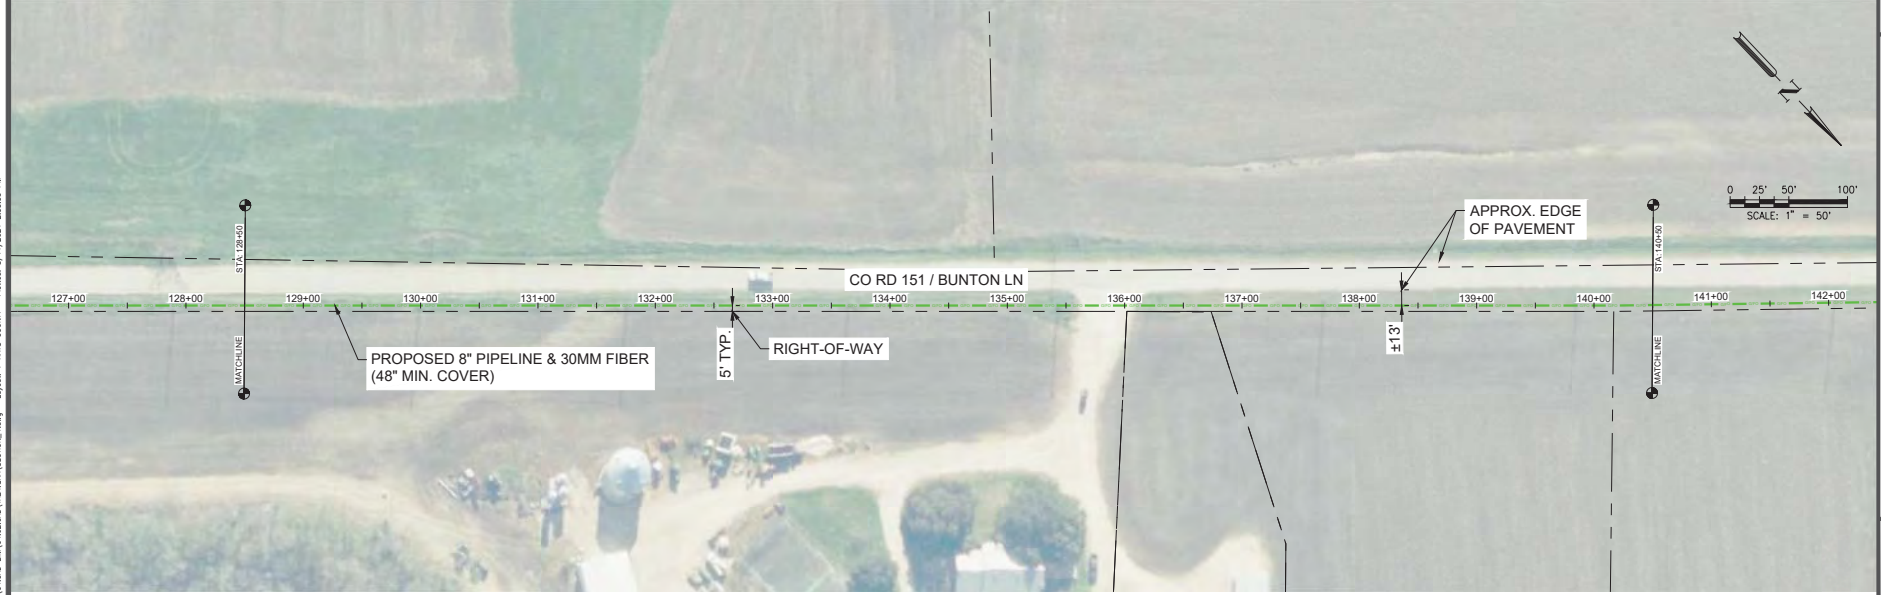 N
0 25' 50' 100'
SCALE: 1" = 50'
APPROX. EDGE
OF PAVEMENT
STA:128+50
STA:140+50
CO RD 151 / BUNTON LN
127+00 128+00 129+00 130+00 131+00 132+00 133+00 134+00 135+00 136+00 137+00 138+00 139+00 140+00 141+00 142+00
MATCHLINE
PROPOSED 8" PIPELINE & 30MM FIBER
(48" MIN. COVER)
5' TYP.
RIGHT-OF-WAY
±13'
MATCHLINE